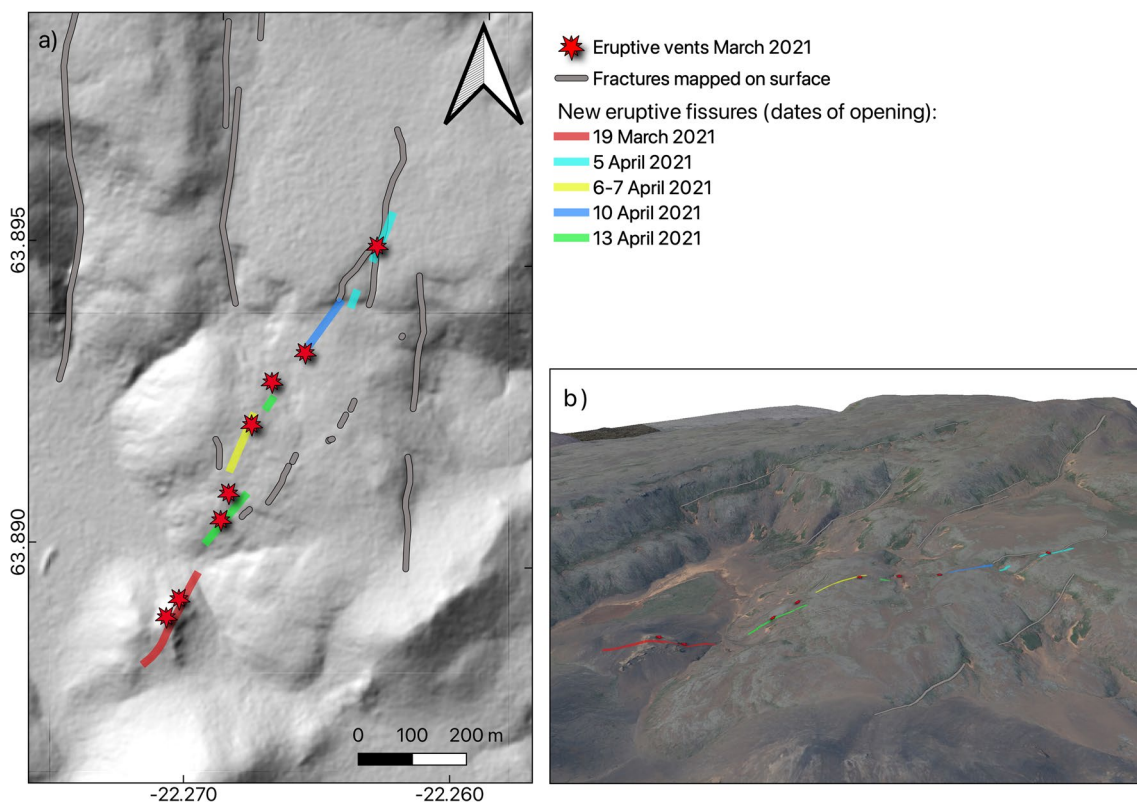 a)
Eruptive vents March 2021
Fractures mapped on surface
New eruptive fissures (dates of opening):
19 March 2021
5 April 2021
6-7 April 2021
10 April 2021
13 April 2021
63.895
63.890
0 100 200 m
-22.270 -22.260
b)